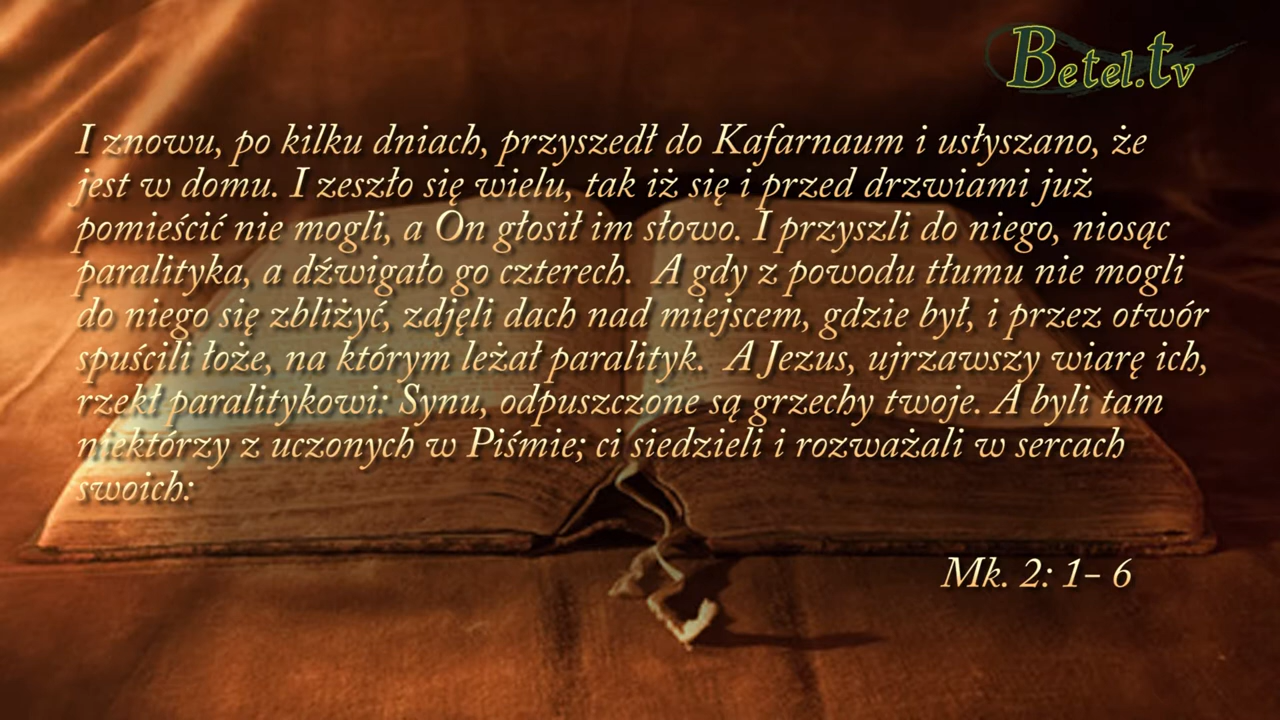 Betel.tv
I znowu, po kilku dniach, przyszedł do Kafarnaum i usłyszano, że
jest w domu. I zeszło się wielu, tak iż się i przed drzwiami już
pomieścić nie mogli, a On głosił im słowo. I przyszli do niego, niosąc
paralityka, a dźwigało go czterech. A gdy z powodu tłumu nie mogli
do niego się zbliżyć, zdjęli dach nad miejscem, gdzie był, i przez otwór
spuścili łoże, na którym leżał paralityk. A Jezus, ujrzawszy wiarę ich,
rzekł paralitykowi: Synu, odpuszczone są grzechy twoje. A byli tam
niektórzy z uczonych w Piśmie; ci siedzieli i rozważali w sercach
swoich:
Mk. 2: 1- 6